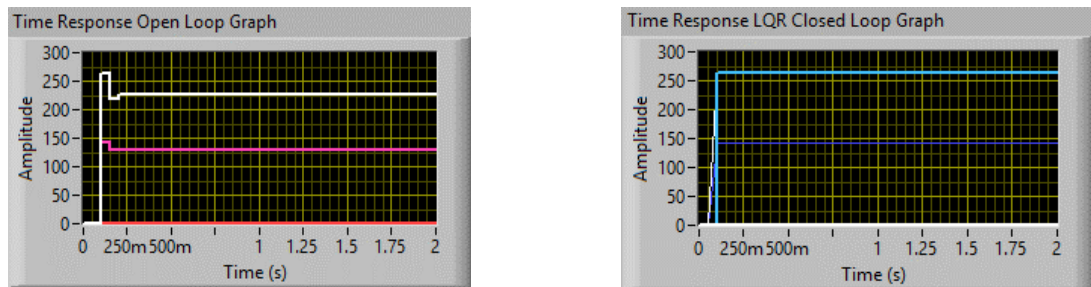 Time Response Open Loop Graph
300
250
200
150
100
50
0
Amplitude
0 250m 500m 1 1.25 1.5 1.75 2
Time (s)
Time Response LQR Closed Loop Graph
300
250
200
150
100
50
0
Amplitude
0 250m 500m 1 1.25 1.5 1.75 2
Time (s)